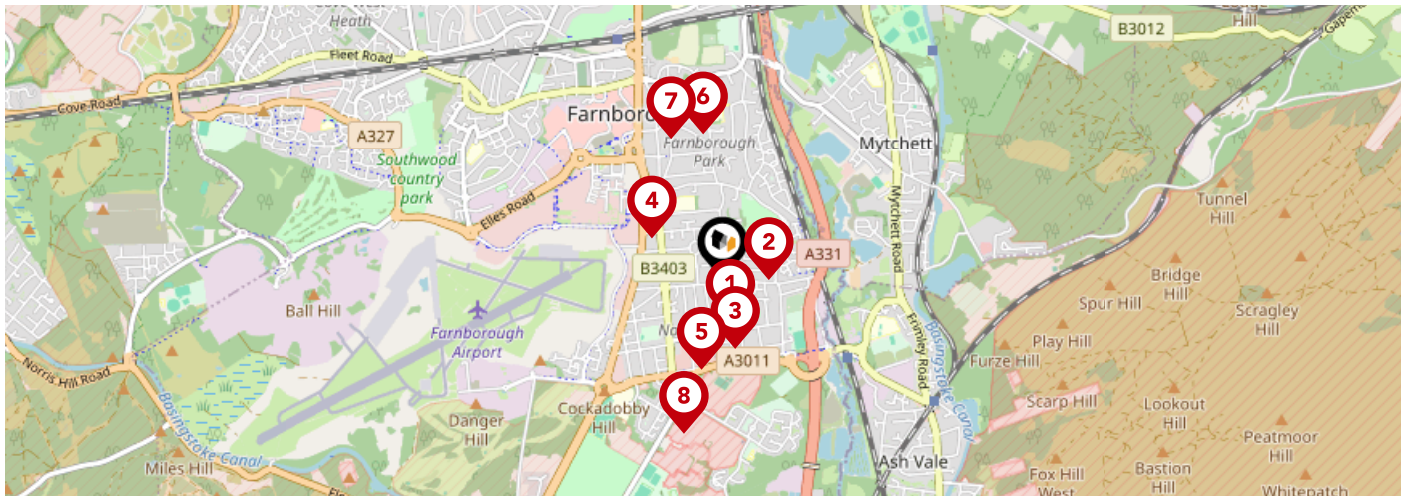 Heath
Hill
B3012
Gapem
Fleet Road
Cove Road
7
6
Farnboro
A327
Farnborough
Park
Mytchett
Southwood
country
park
4
Elles Road
Mytchett Road
Tunnel
Hill
2
A331
B3403
1
Bridge
Hill
Ball Hill
3
Spur Hill
Scragley
Hill
Farnborough
Airport
5
Na
Frimley Road
Basingstoke Canal
Play Hill
Furze Hill
A3011
Norris Hill Road
8
Scarp Hill
Cockadobby
Hill
Lookout
Hill
Danger
Hill
Basingstoke Canal
Peatmoor
Hill
Miles Hill
Ash Vale
Fox Hill
West
Bastion
Hill
Whitepatch